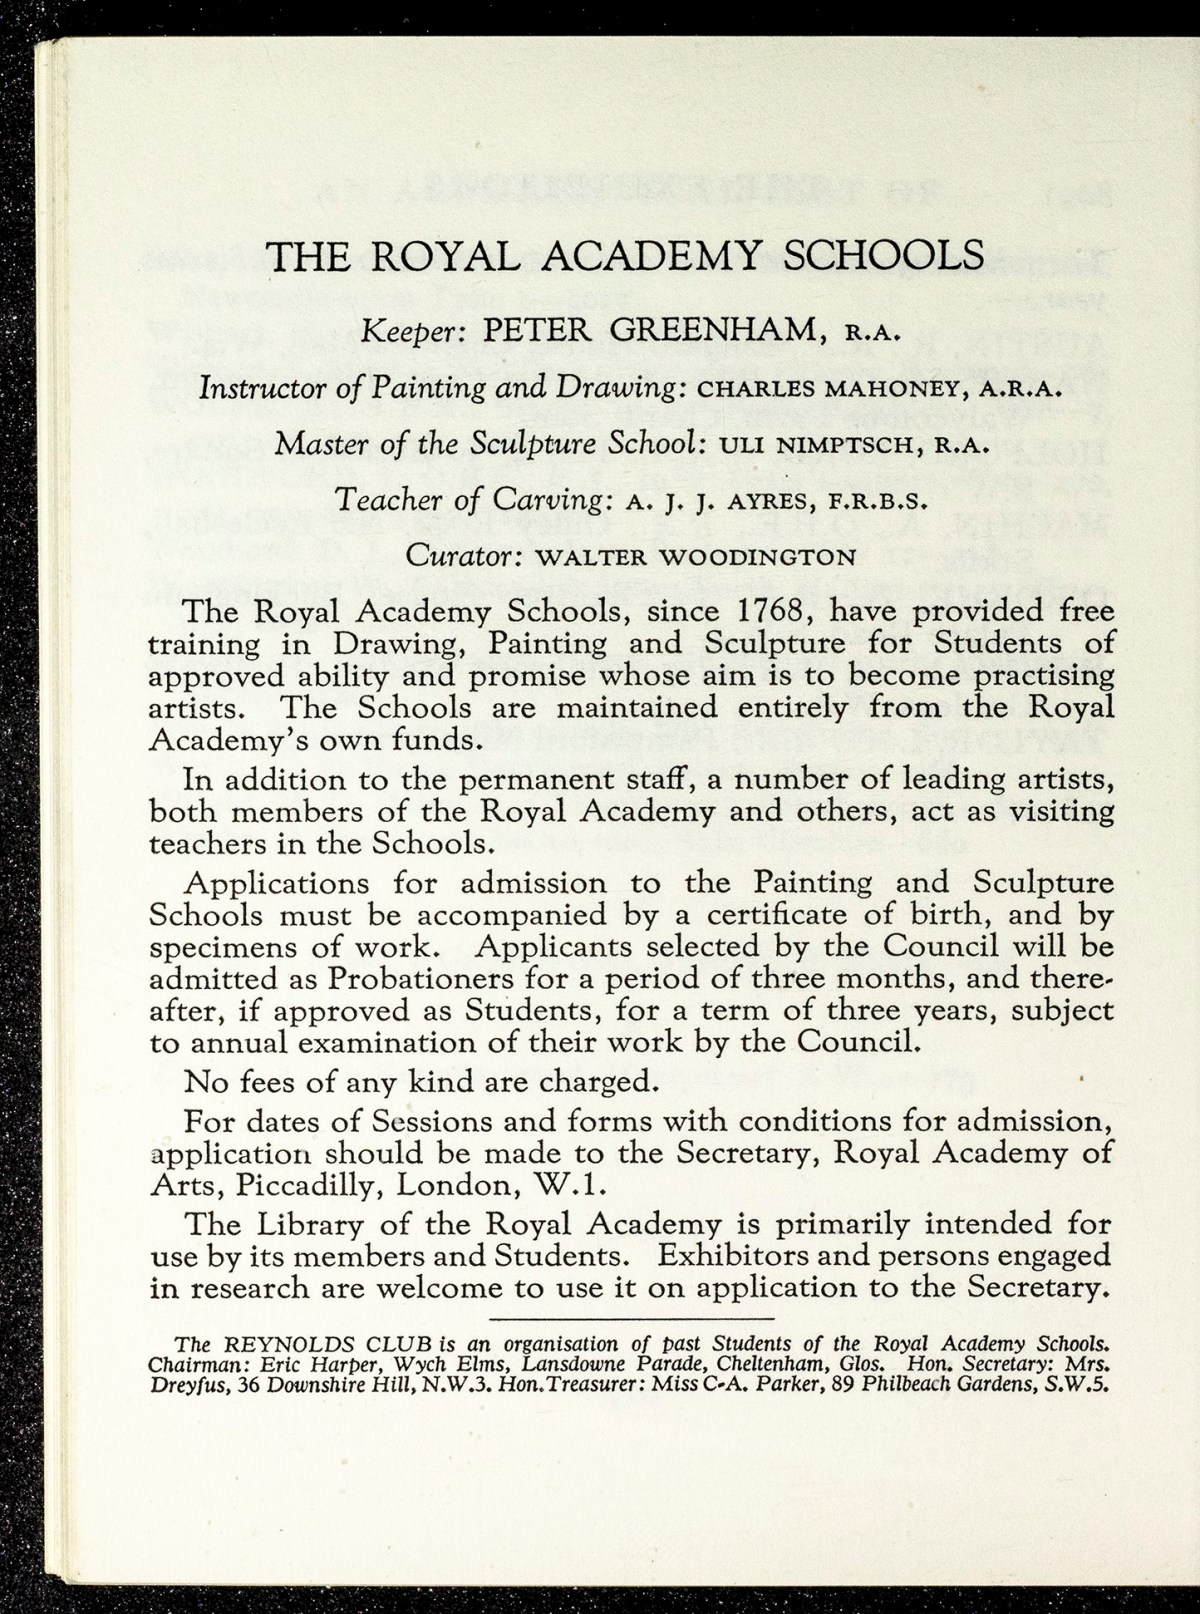 THE ROYAL ACADEMY SCHOOLS
Keeper: PETER GREENHAM, R.A.
Instructor of Painting and Drawing: CHARLES MAHONEY, A.R.A.
Master of the Sculpture School: ULI NIMPTSCH, R.A.
Teacher of Carving: A. J. J. AYRES, F.R.B.S.
Curator: WALTER WOODINGTON
The Royal Academy Schools, since 1768, have provided free
training in Drawing, Painting and Sculpture for Students of
approved ability and promise whose aim is to become practising
artists. The Schools are maintained entirely from the Royal
Academy's own funds.
In addition to the permanent staff, a number of leading artists,
both members of the Royal Academy and others, act as visiting
teachers in the Schools.
Applications for admission to the Painting and Sculpture
Schools must be accompanied by a certificate of birth, and by
specimens of work. Applicants selected by the Council will be
admitted as Probationers for a period of three months, and there-
after, if approved as Students, for a term of three years, subject
to annual examination of their work by the Council.
No fees of any kind are charged.
For dates of Sessions and forms with conditions for admission,
application should be made to the Secretary, Royal Academy of
Arts, Piccadilly, London, W.1.
The Library of the Royal Academy is primarily intended for
use by its members and Students. Exhibitors and persons engaged
in research are welcome to use it on application to the Secretary.
The REYNOLDS CLUB is an organisation of past Students of the Royal Academy Schools.
Chairman: Eric Harper, Wych Elms, Lansdowne Parade, Cheltenham, Glos. Hon. Secretary: Mrs.
Dreyfus, 36 Downshire Hill, N.W.3. Hon. Treasurer: Miss C-A. Parker, 89 Philbeach Gardens, S.W.5.